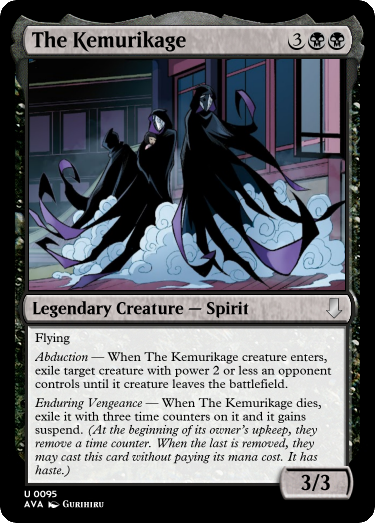 The Kemurikage 3
Legendary Creature — Spirit
Flying
Abduction — When The Kemurikage creature enters,
exile target creature with power 2 or less an opponent
controls until it creature leaves the battlefield.
Enduring Vengeance — When The Kemurikage dies,
exile it with three time counters on it and it gains
suspend. (At the beginning of its owner's upkeep, they
remove a time counter. When the last is removed, they
may cast this card without paying its mana cost. It has
haste.)
3/3
U 0095
AVA Gurihiru